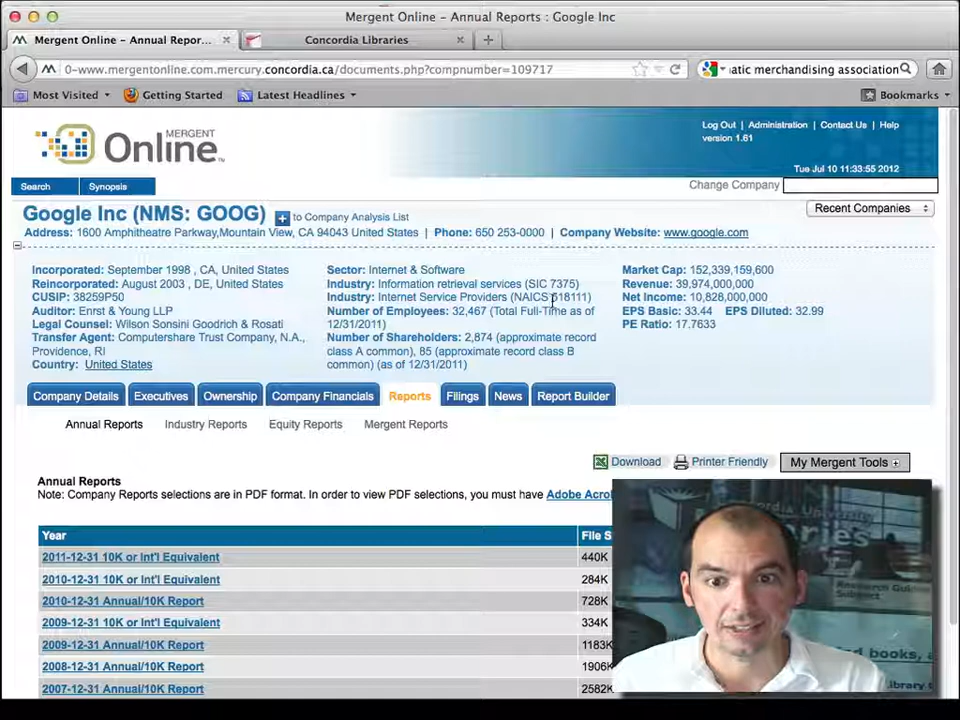 Mergent Online – Annual Reports : Google Inc
Mergent Online – Annual Repor...
Concordia Libraries
0-www.mergentonline.com.mercury.concordia.ca/documents.php?compnumber=109717
atic merchandising association
Most Visited
Getting Started
Latest Headlines
Bookmarks
MERGENT
Online
Log Out | Administration | Contact Us | Help
version 1.61
Tue Jul 10 11:33:55 2012
Search
Synopsis
Change Company
Google Inc (NMS: GOOG)
to Company Analysis List
Recent Companies
Address: 1600 Amphitheatre Parkway,Mountain View, CA 94043 United States | Phone: 650 253-0000 | Company Website: www.google.com
Incorporated: September 1998 , CA, United States
Reincorporated: August 2003 , DE, United States
CUSIP: 38259P50
Auditor: Enrst & Young LLP
Legal Counsel: Wilson Sonsini Goodrich & Rosati
Transfer Agent: Computershare Trust Company, N.A.,
Providence, RI
Country: United States
Sector: Internet & Software
Industry: Information retrieval services (SIC 7375)
Industry: Internet Service Providers (NAICS 518111)
Number of Employees: 32,467 (Total Full-Time as of
12/31/2011)
Number of Shareholders: 2,874 (approximate record
class A common), 85 (approximate record class B
common) (as of 12/31/2011)
Market Cap: 152,339,159,600
Revenue: 39,974,000,000
Net Income: 10,828,000,000
EPS Basic: 33.44 EPS Diluted: 32.99
PE Ratio: 17.7633
Company Details
Executives
Ownership
Company Financials
Reports
Filings
News
Report Builder
Annual Reports
Industry Reports
Equity Reports
Mergent Reports
Download
Printer Friendly
My Mergent Tools
Annual Reports
Note: Company Reports selections are in PDF format. In order to view PDF selections, you must have Adobe Acro
Year
File S
2011-12-31 10K or Int'l Equivalent
440K
2010-12-31 10K or Int'l Equivalent
284K
2010-12-31 Annual/10K Report
728K
2009-12-31 10K or Int'l Equivalent
334K
2009-12-31 Annual/10K Report
1183K
2008-12-31 Annual/10K Report
1906K
2007-12-31 Annual/10K Report
2582K
Research Guides
Subject
d books,
library.